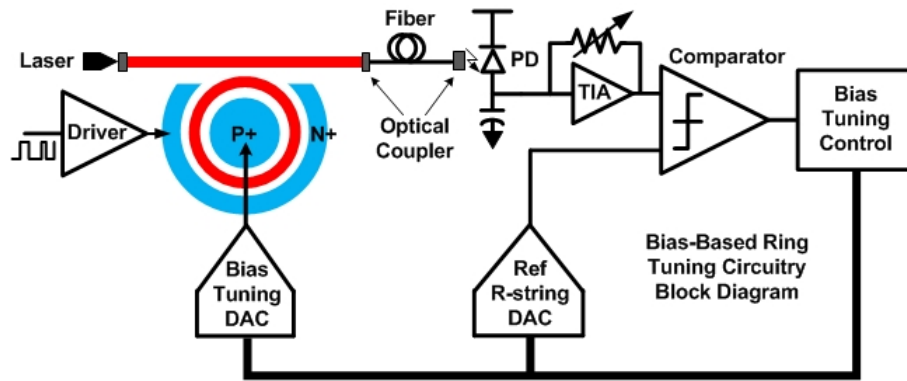 Fiber
Laser
PD
Comparator
TIA
Driver
P+
N+
Optical
Coupler
Bias
Tuning
Control
Bias
Tuning
DAC
Ref
R-string
DAC
Bias-Based Ring
Tuning Circuitry
Block Diagram